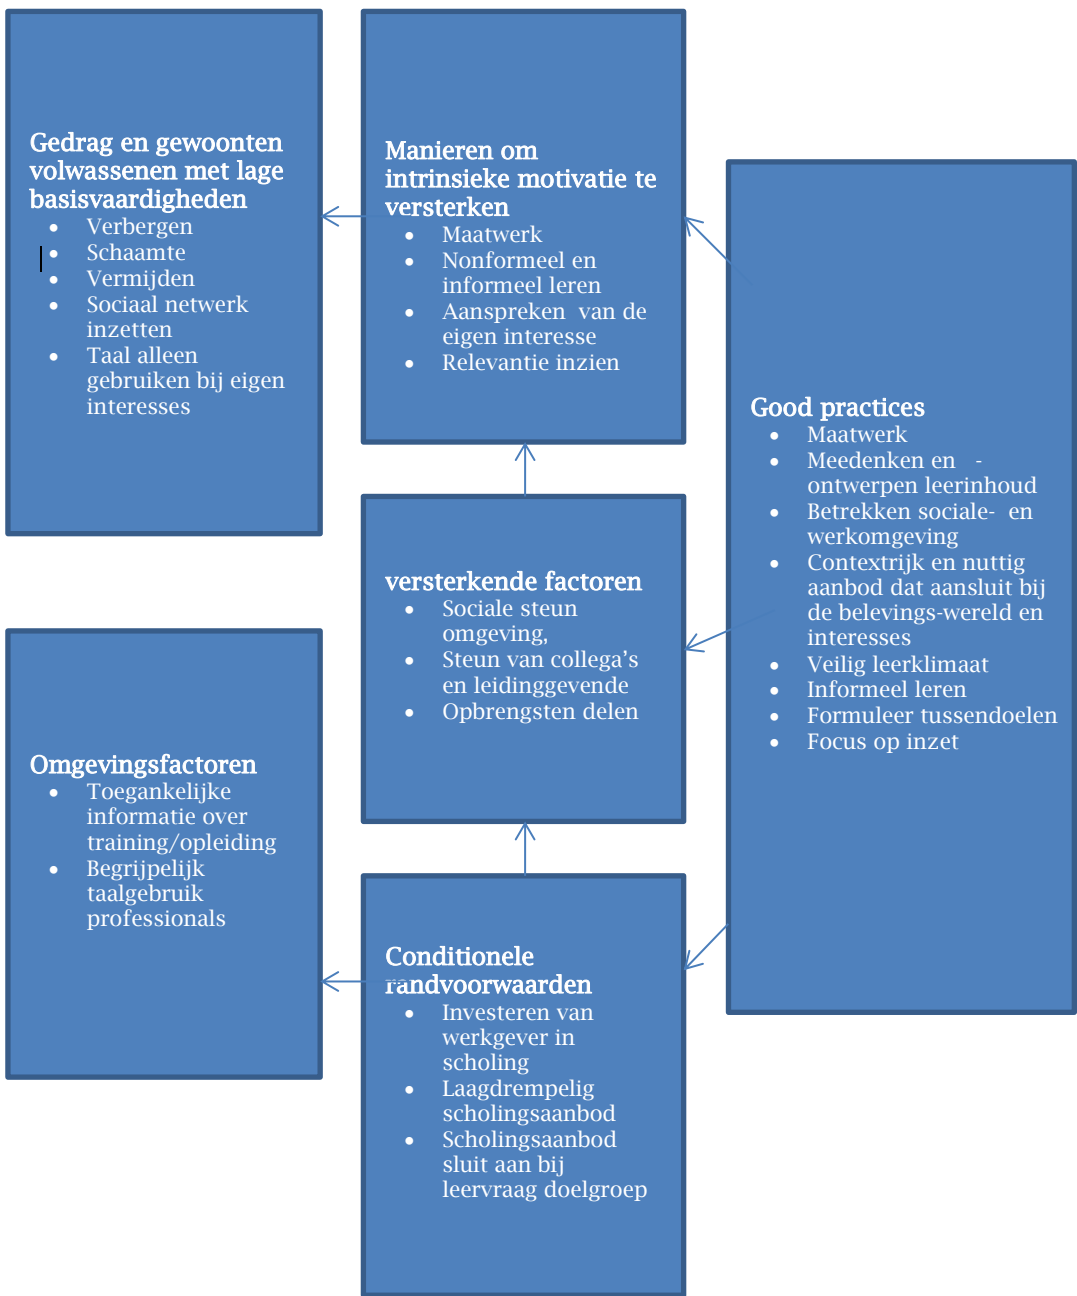 Gedrag en gewoonten
volwassenen met lage
basisvaardigheden
• Verbergen
• Schaamte
• Vermijden
• Sociaal netwerk
inzetten
• Taal alleen
gebruiken bij eigen
interesses
Manieren om
intrinsieke motivatie te
versterken
• Maatwerk
• Nonformeel en
informeel leren
• Aanspreken van de
eigen interesse
• Relevantie inzien
Good practices
• Maatwerk
• Meedenken en -
ontwerpen leerinhoud
• Betrekken sociale- en
werkomgeving
• Contextrijk en nuttig
aanbod dat aansluit bij
de belevings-wereld en
interesses
• Veilig leerklimaat
• Informeel leren
• Formuleer tussendoelen
• Focus op inzet
versterkende factoren
• Sociale steun
omgeving,
• Steun van collega's
en leidinggevende
• Opbrengsten delen
Omgevingsfactoren
• Toegankelijke
informatie over
training/opleiding
• Begrijpelijk
taalgebruik
professionals
Conditionele
randvoorwaarden
• Investeren van
werkgever in
scholing
• Laagdrempelig
scholingsaanbod
• Scholingsaanbod
sluit aan bij
leervraag doelgroep